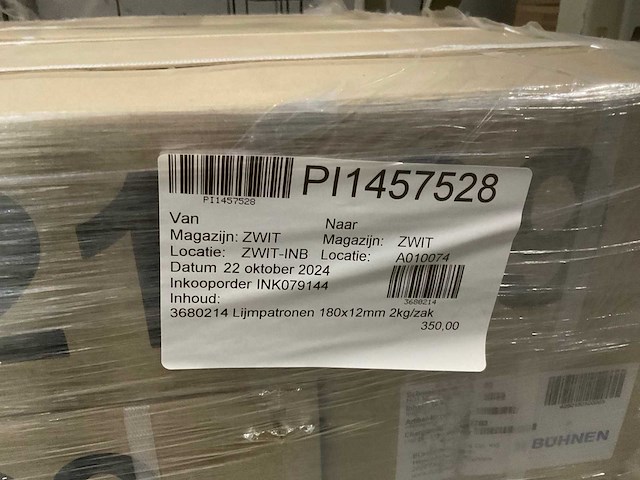 PI1457528
PI1457528
Van Naar
Magazijn: ZWIT Magazijn: ZWIT
Locatie: ZWIT-INB Locatie: A010074
Datum 22 oktober 2024
Inkooporder INK079144
3680214
Inhoud:
3680214 Lijmpatronen 180x12mm 2kg/zak
350,00
21
BÜHNEN